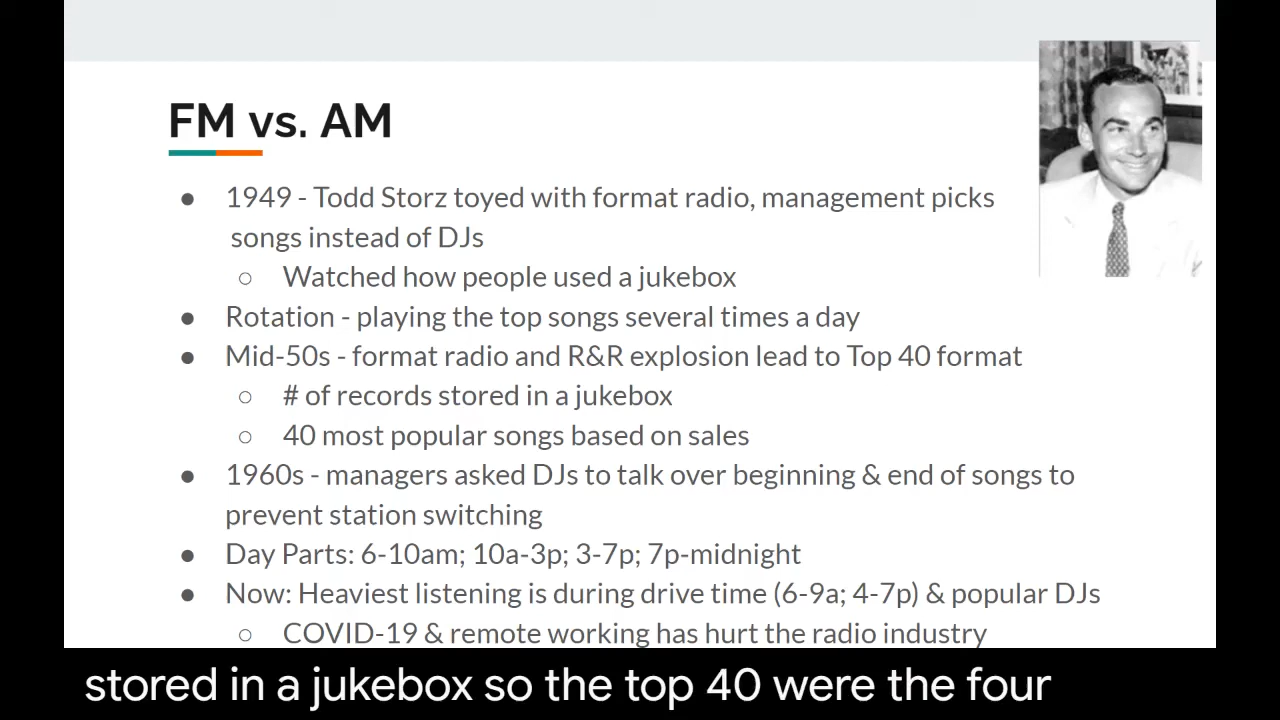 FM vs. AM
● 1949 - Todd Storz toyed with format radio, management picks
songs instead of DJs
○ Watched how people used a jukebox
● Rotation - playing the top songs several times a day
● Mid-50s - format radio and R&R explosion lead to Top 40 format
○ # of records stored in a jukebox
○ 40 most popular songs based on sales
● 1960s - managers asked DJs to talk over beginning & end of songs to
prevent station switching
● Day Parts: 6-10am; 10a-3p; 3-7p; 7p-midnight
● Now: Heaviest listening is during drive time (6-9a; 4-7p) & popular DJs
○ COVID-19 & remote working has hurt the radio industry
stored in a jukebox so the top 40 were the four